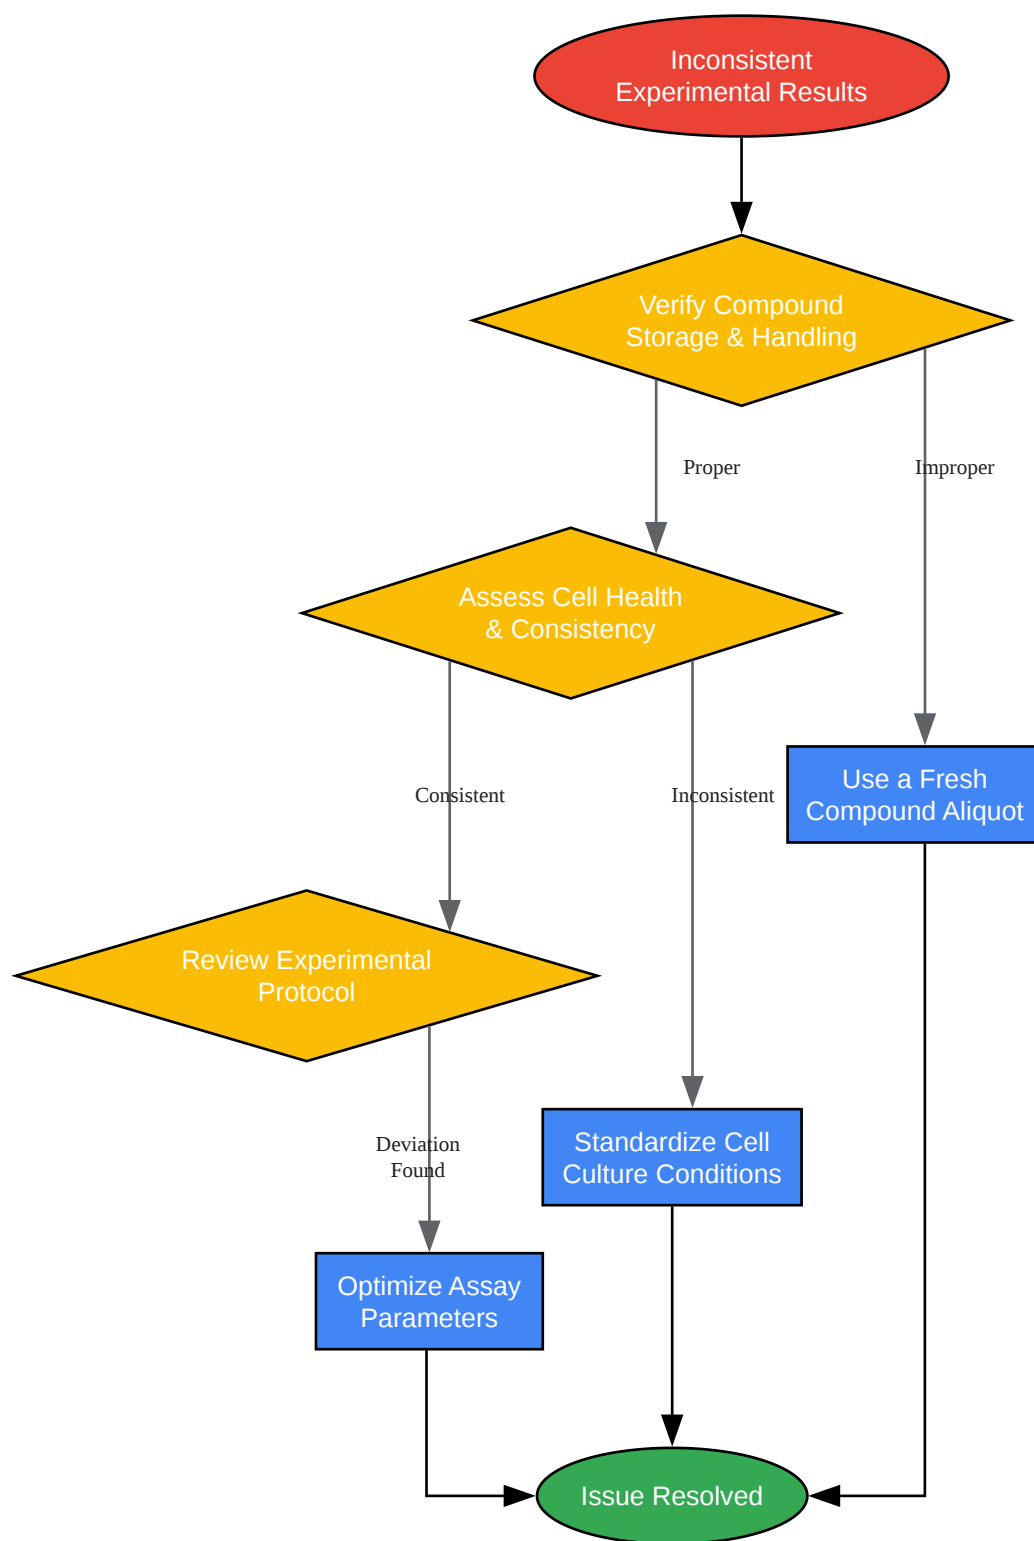 Inconsistent
Experimental Results
Verify Compound
Storage & Handling
Proper
Improper
Assess Cell Health
& Consistency
Consistent
Inconsistent
Use a Fresh
Compound Aliquot
Review Experimental
Protocol
Deviation
Found
Standardize Cell
Culture Conditions
Optimize Assay
Parameters
Issue Resolved